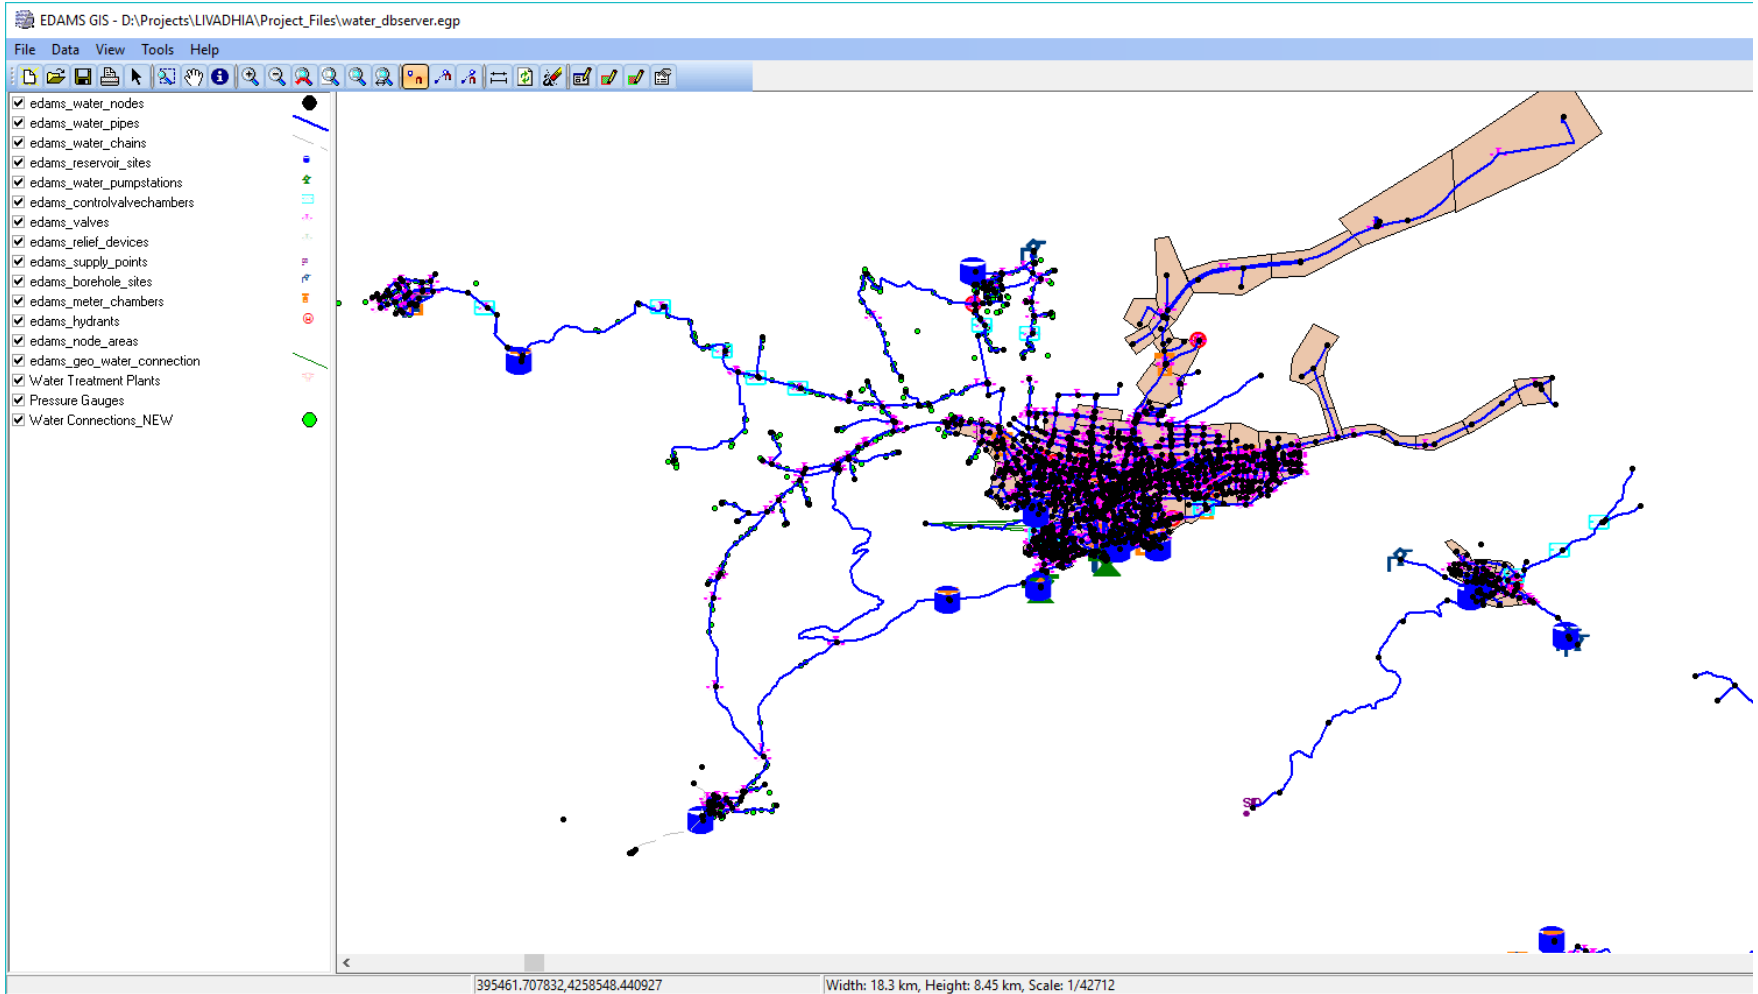 EDAMS GIS - D:\Projects\LIVADHIA\Project_Files\water_dbserver.egp
File Data View Tools Help
edams_water_nodes
edams_water_pipes
edams_water_chains
edams_reservoir_sites
edams_water_pumpstations
edams_controlvalvechambers
edams_valves
edams_relief_devices
edams_supply_points
edams_borehole_sites
edams_meter_chambers
edams_hydrants
edams_node_areas
edams_geo_water_connection
Water Treatment Plants
Pressure Gauges
Water Connections_NEW
395461.707832,4258548.440927
Width: 18.3 km, Height: 8.45 km, Scale: 1/42712